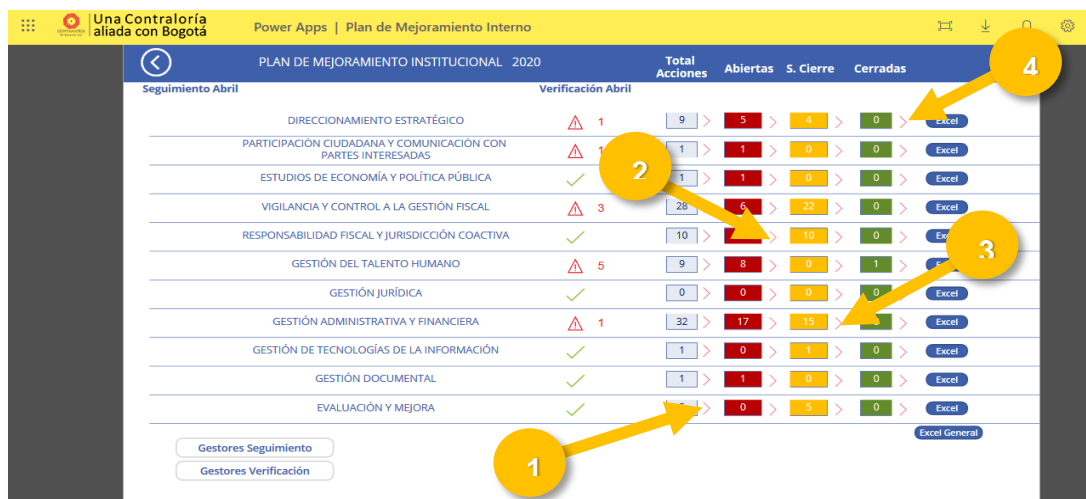 Una Contraloría
aliada con Bogotá
Power Apps | Plan de Mejoramiento Interno
PLAN DE MEJORAMIENTO INSTITUCIONAL 2020
Total Acciones Abiertas S. Cierre Cerradas
4
Seguimiento Abril Verificación Abril
DIRECCIONAMIENTO ESTRATÉGICO 1 9 5 4 0 Excel
PARTICIPACIÓN CIUDADANA Y COMUNICACIÓN CON
PARTES INTERESADAS 1 1 0 0 Excel
2
ESTUDIOS DE ECONOMÍA Y POLÍTICA PÚBLICA 1 1 0 0 Excel
VIGILANCIA Y CONTROL A LA GESTIÓN FISCAL 3 28 6 22 0 Excel
RESPONSABILIDAD FISCAL Y JURISDICCIÓN COACTIVA 10 10 0
3
GESTIÓN DEL TALENTO HUMANO 5 9 8 0 1
GESTIÓN JURÍDICA 0 0 0 0 Excel
GESTIÓN ADMINISTRATIVA Y FINANCIERA 1 32 17 15 Excel
GESTIÓN DE TECNOLOGÍAS DE LA INFORMACIÓN 1 0 1 0 Excel
GESTIÓN DOCUMENTAL 1 1 0 0 Excel
EVALUACIÓN Y MEJORA 0 5 0 Excel
Excel General
Gestores Seguimiento
1
Gestores Verificación